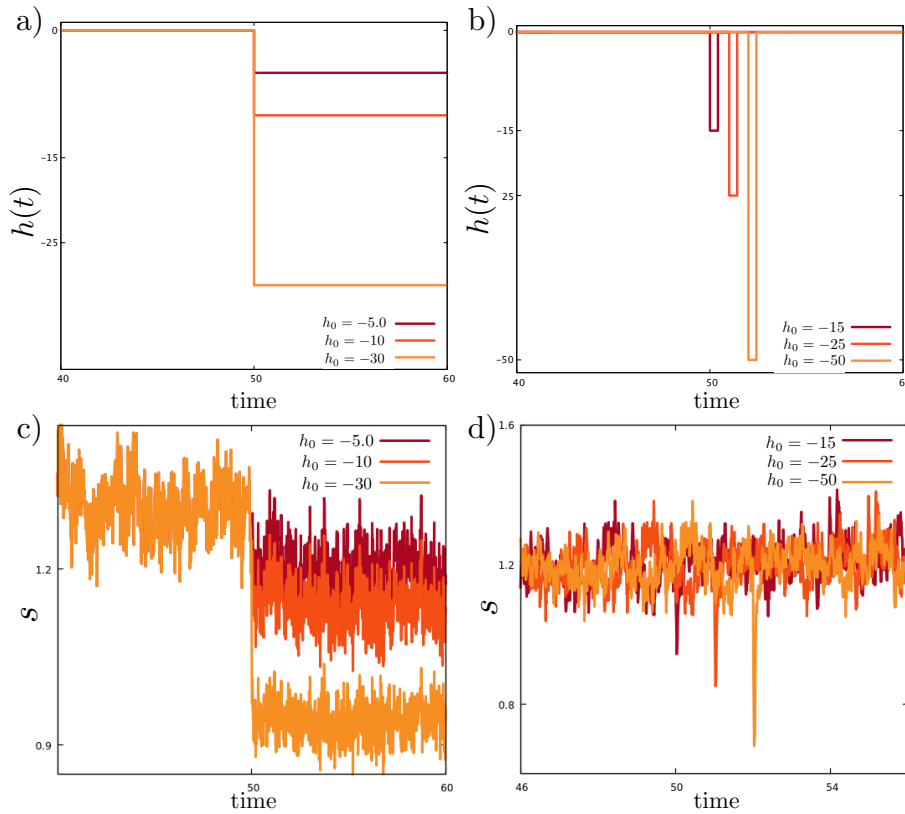 a)
0
-15
-25
h(t)
h₀ = −5.0
h₀ = −10
h₀ = −30
40
50
60
time
b)
0
-15
25
-50
h(t)
h₀ = −15
h₀ = −25
h₀ = −50
40
50
6
time
c)
1.2
0.9
s
h₀ = −5.0
h₀ = −10
h₀ = −30
50
60
time
d)
1.6
1.2
0.8
s
h₀ = −15
h₀ = −25
h₀ = −50
46
50
54
time